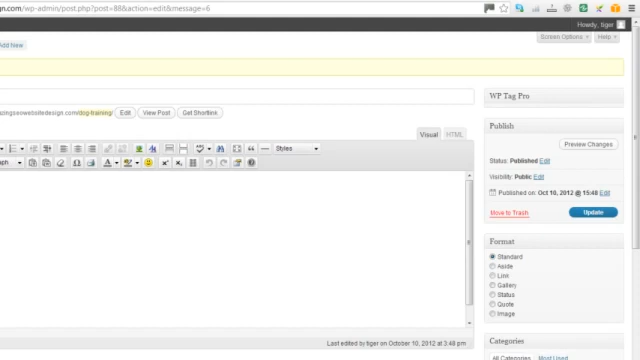 gn.com/wp-admin/post.php?post=88&action=edit&message=6
Howdy, tiger
Add New
Screen Options
Help
WP Tag Pro
azingseowebsitedesign.com/dog-training/ Edit View Post Get Shortlink
Publish
Visual HTML
Preview Changes
Styles
Status: Published Edit
aph
Visibility: Public Edit
Published on: Oct 10, 2012 @ 15:48 Edit
Move to Trash
Update
Format
Standard
Aside
Link
Gallery
Status
Quote
Image
Last edited by tiger on October 10, 2012 at 3:48 pm
Categories
All Categories Most Used